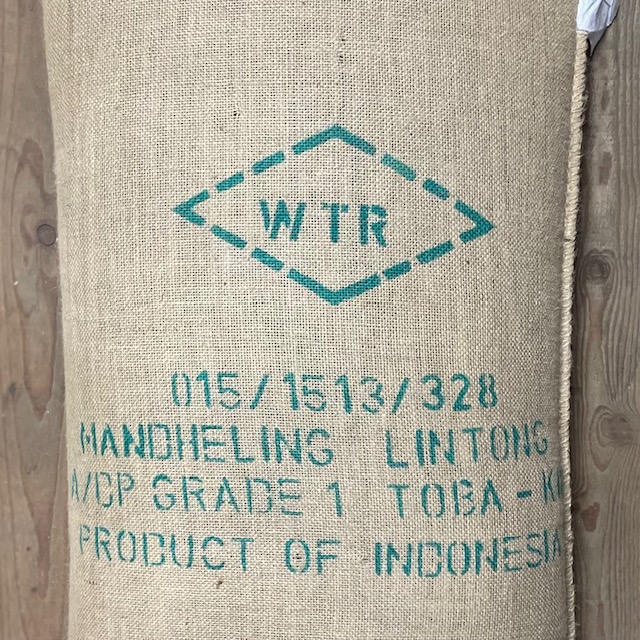 WTR
015/1513/328
MANDHELING LINTONG
A/DP GRADE 1 TOBA -
PRODUCT OF INDONESIA